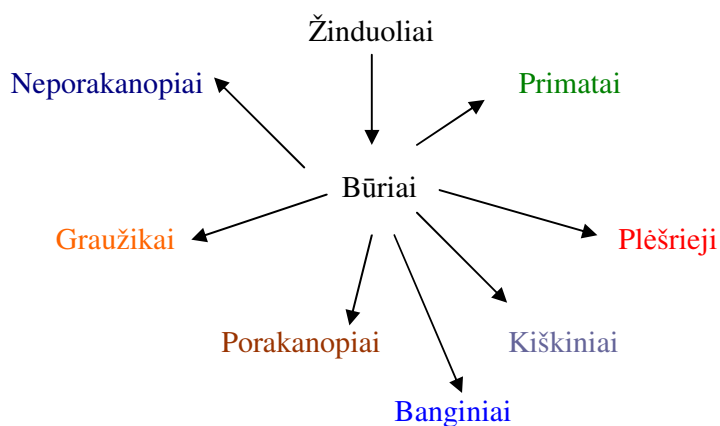 Žinduoliai
Neporakanopiai
Primatai
Būriai
Graužikai
Plėšrieji
Porakanopiai
Kiškiniai
Banginiai